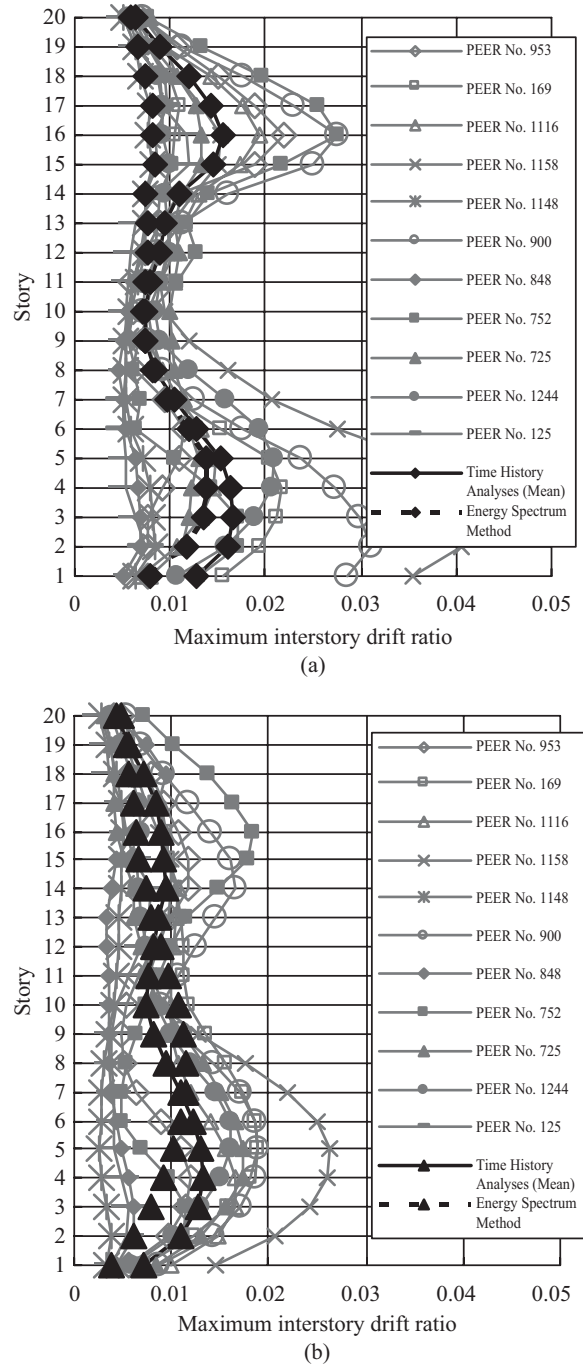 20
19
18
17
16
15
14
13
12
11
10
9
8
7
6
5
4
3
2
1
Story
0
0.01
0.02
0.03
0.04
0.05
Maximum interstory drift ratio
(a)
PEER No. 953
PEER No. 169
PEER No. 1116
PEER No. 1158
PEER No. 1148
PEER No. 900
PEER No. 848
PEER No. 752
PEER No. 725
PEER No. 1244
PEER No. 125
Time History
Analyses (Mean)
Energy Spectrum
Method
20
19
18
17
16
15
14
13
12
11
10
9
8
7
6
5
4
3
2
1
Story
0
0.01
0.02
0.03
0.04
0.05
Maximum interstory drift ratio
(b)
PEER No. 953
PEER No. 169
PEER No. 1116
PEER No. 1158
PEER No. 1148
PEER No. 900
PEER No. 848
PEER No. 752
PEER No. 725
PEER No. 1244
PEER No. 125
Time History
Analyses (Mean)
Energy Spectrum
Method